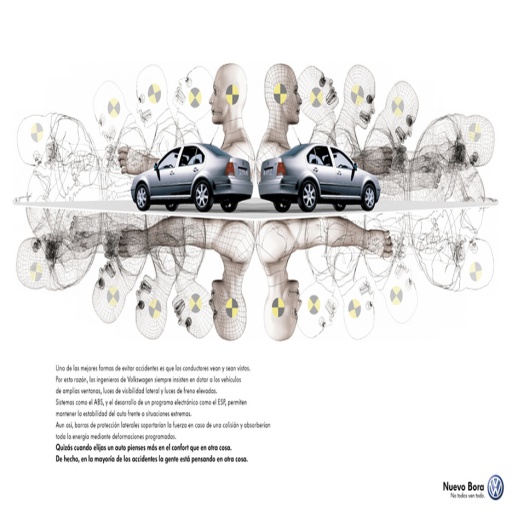 Una de las mejores formas de evitar accidentes es que los conductores vean y sean vistos.
Por esta razón, los ingenieros de Volkswagen siempre insisten en dotar a los vehículos
de amplias ventanas, luces de visibilidad lateral y luces de freno elevadas.
Sistemas como el ABS, y el desarrollo de un programa electrónico como el ESP, permiten
mantener la estabilidad del auto frente a situaciones extremas.
Aun así, barras de protección laterales soportarían la fuerza en caso de una colisión y absorberían
toda la energía mediante deformaciones programadas.
Quizás cuando elijas un auto pienses más en el confort que en otra cosa.
De hecho, en la mayoría de los accidentes la gente está pensando en otra cosa.
Nuevo Bora
No todos ven todo.